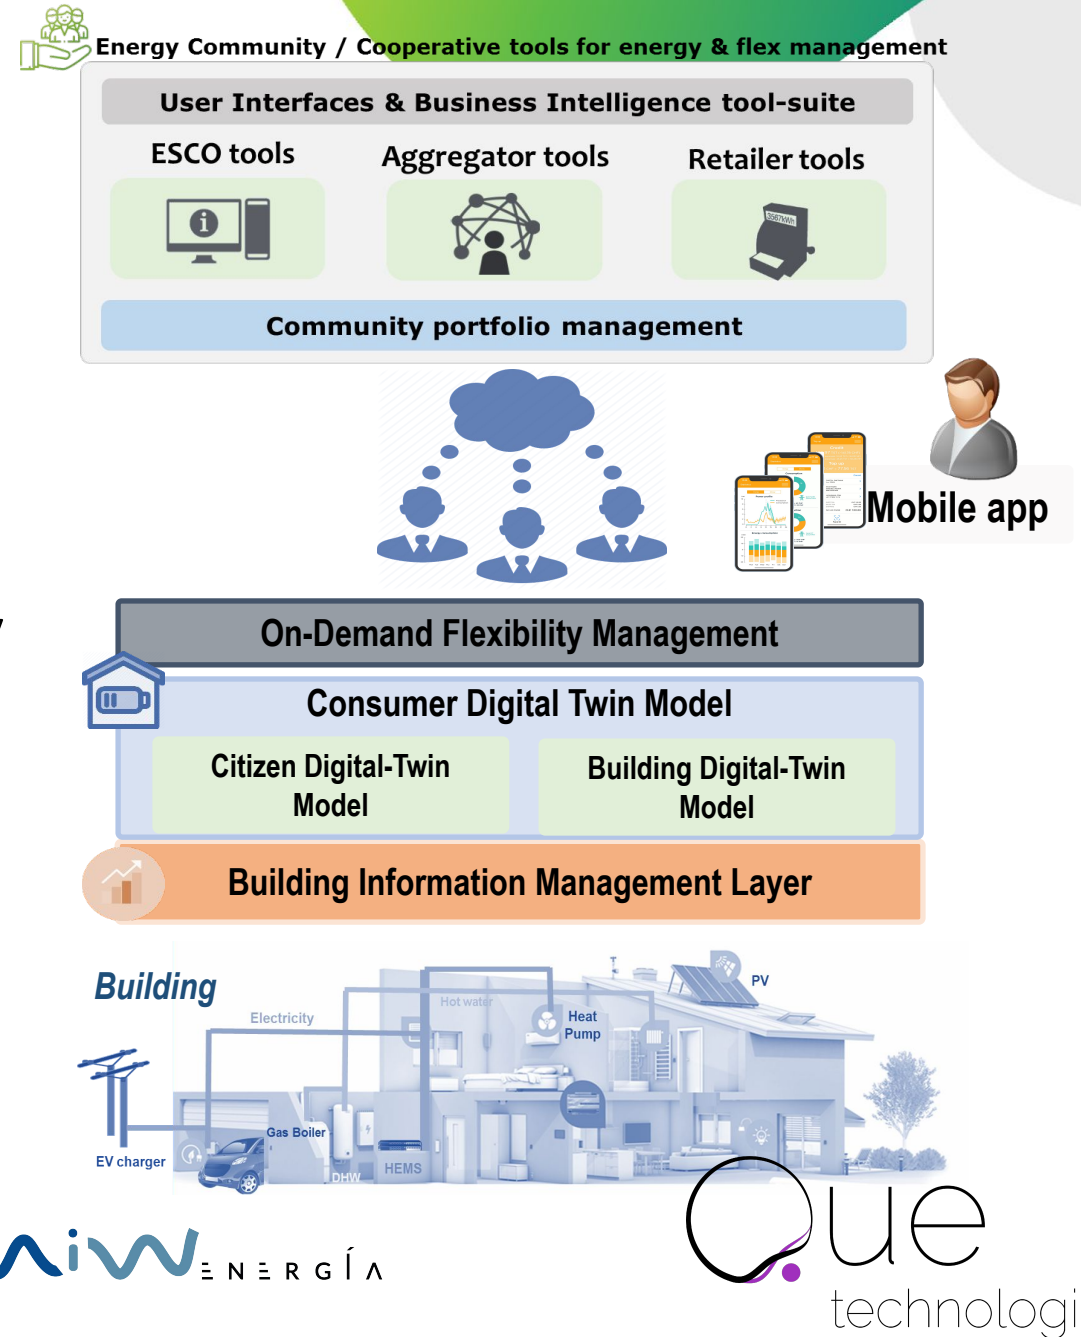 Energy Community / Cooperative tools for energy & flex management
User Interfaces & Business Intelligence tool-suite
ESCO tools
Aggregator tools
Retailer tools
3567kWh
Community portfolio management
Mobile app
On-Demand Flexibility Management
Consumer Digital Twin Model
Citizen Digital-Twin
Model
Building Digital-Twin
Model
Building Information Management Layer
Building
PV
Hot water
Electricity
Heat
Pump
Gas Boiler
EV charger
HEMS
DHW
ENERGÍA
Que
technologi